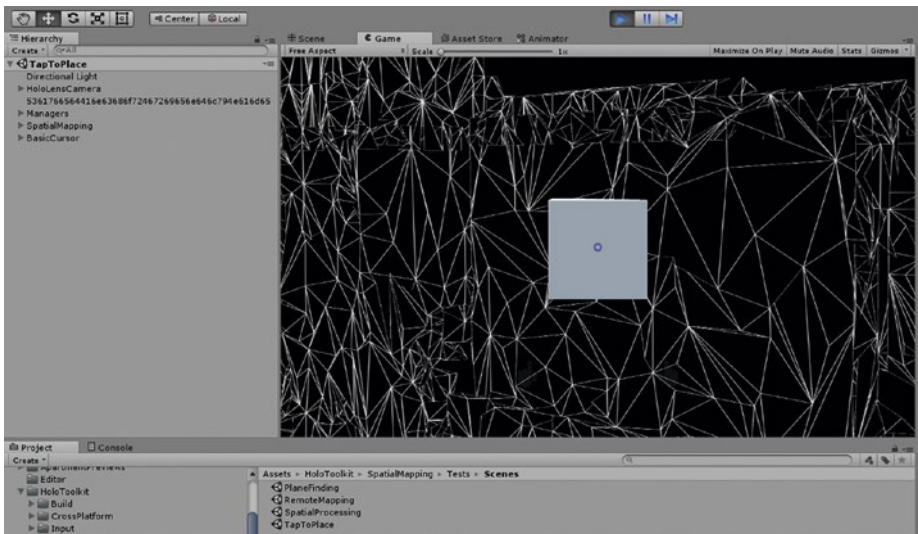 Center Local
Hierarchy
Create All
TapToPlace
Directional Light
HoloLensCamera
5361766564416e63686f72467269656e646c794e616d65
Managers
SpatialMapping
BasicCursor
Scene Game Asset Store Animator
Free Aspect Scale 1x Maximize On Play Mute Audio Stats Gizmos
Project Console
Create
Editor
HoloToolkit
Build
CrossPlatform
Input
Assets HoloToolkit SpatialMapping Tests Scenes
PlaneFinding
RemoteMapping
SpatialProcessing
TapToPlace